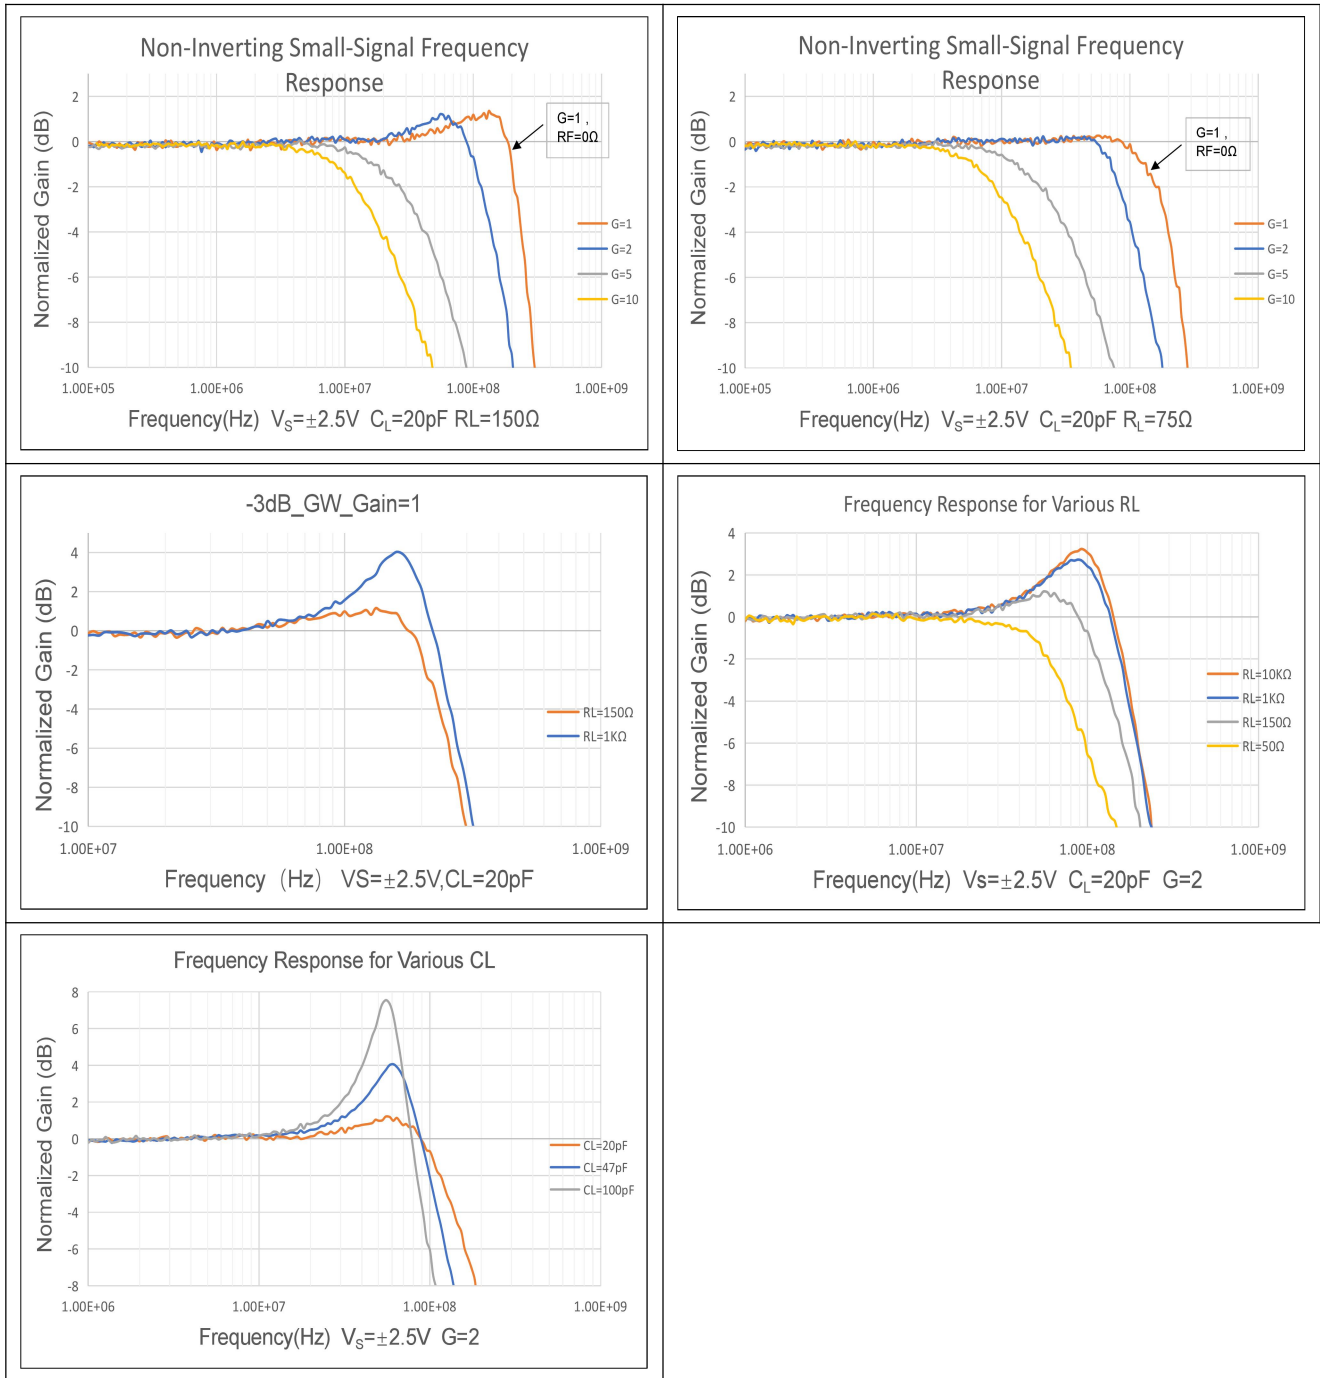 Non-Inverting Small-Signal Frequency
Response
Normalized Gain (dB)
2
0
-2
-4
-6
-8
-10
G=1 ,
RF=0Ω
G=1
G=2
G=5
G=10
1.00E+05 1.00E+06 1.00E+07 1.00E+08 1.00E+09
Frequency(Hz) VS=±2.5V CL=20pF RL=150Ω
Non-Inverting Small-Signal Frequency
Response
Normalized Gain (dB)
2
0
-2
-4
-6
-8
-10
G=1 ,
RF=0Ω
G=1
G=2
G=5
G=10
1.00E+05 1.00E+06 1.00E+07 1.00E+08 1.00E+09
Frequency(Hz) VS=±2.5V CL=20pF RL=75Ω
-3dB_GW_Gain=1
Normalized Gain (dB)
4
2
0
-2
-4
-6
-8
-10
RL=150Ω
RL=1KΩ
1.00E+07 1.00E+08 1.00E+09
Frequency （Hz） VS=±2.5V,CL=20pF
Frequency Response for Various RL
Normalized Gain (dB)
4
2
0
-2
-4
-6
-8
-10
RL=10KΩ
RL=1KΩ
RL=150Ω
RL=50Ω
1.00E+06 1.00E+07 1.00E+08 1.00E+09
Frequency(Hz) Vs=±2.5V CL=20pF G=2
Frequency Response for Various CL
Normalized Gain (dB)
8
6
4
2
0
-2
-4
-6
-8
CL=20pF
CL=47pF
CL=100pF
1.00E+06 1.00E+07 1.00E+08 1.00E+09
Frequency(Hz) VS=±2.5V G=2